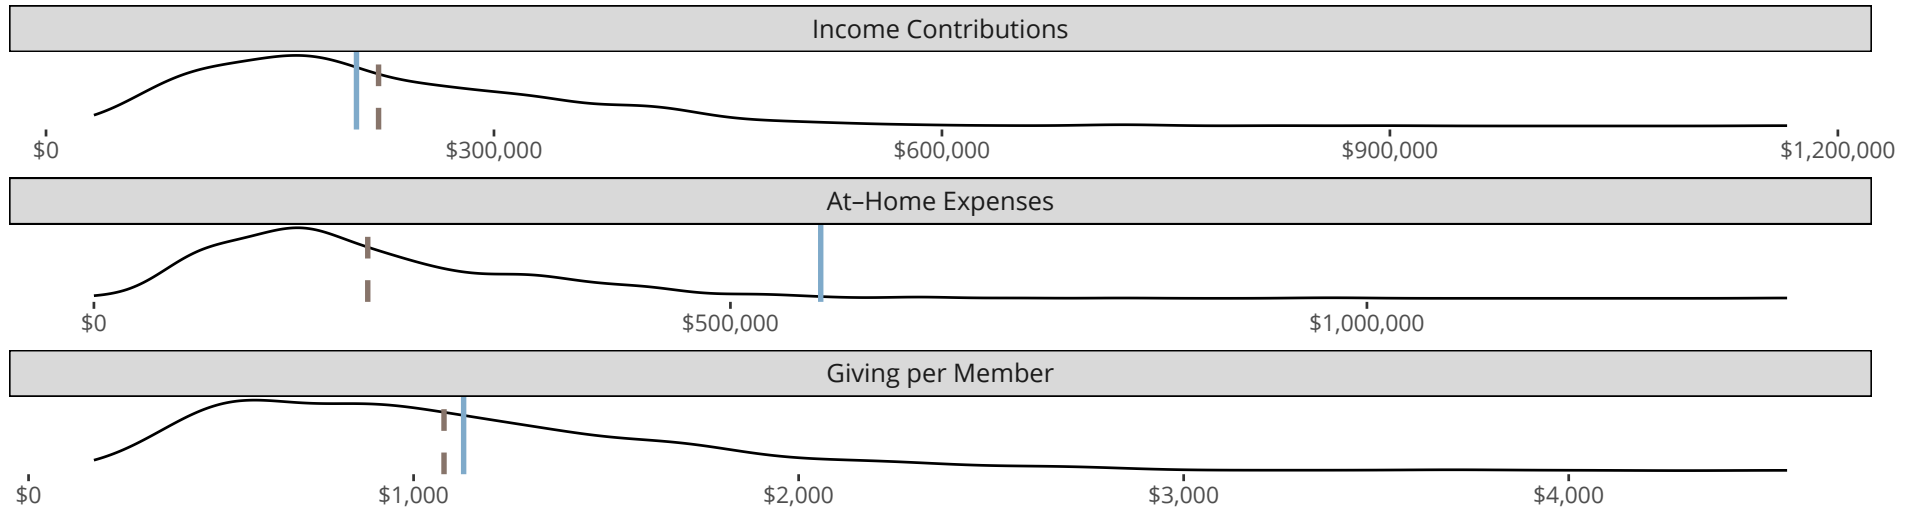 Income Contributions
$0 $300,000 $600,000 $900,000 $1,200,000
At–Home Expenses
$0 $500,000 $1,000,000
Giving per Member
$0 $1,000 $2,000 $3,000 $4,000